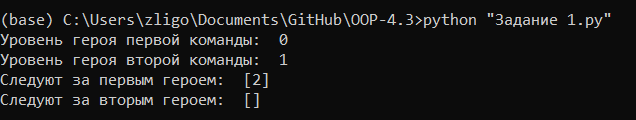 (base) C:\Users\zligo\Documents\GitHub\OOP-4.3>python "Задание 1.py"
Уровень героя первой команды:  0
Уровень героя второй команды:  1
Следуют за первым героем:  [2]
Следуют за вторым героем:  []